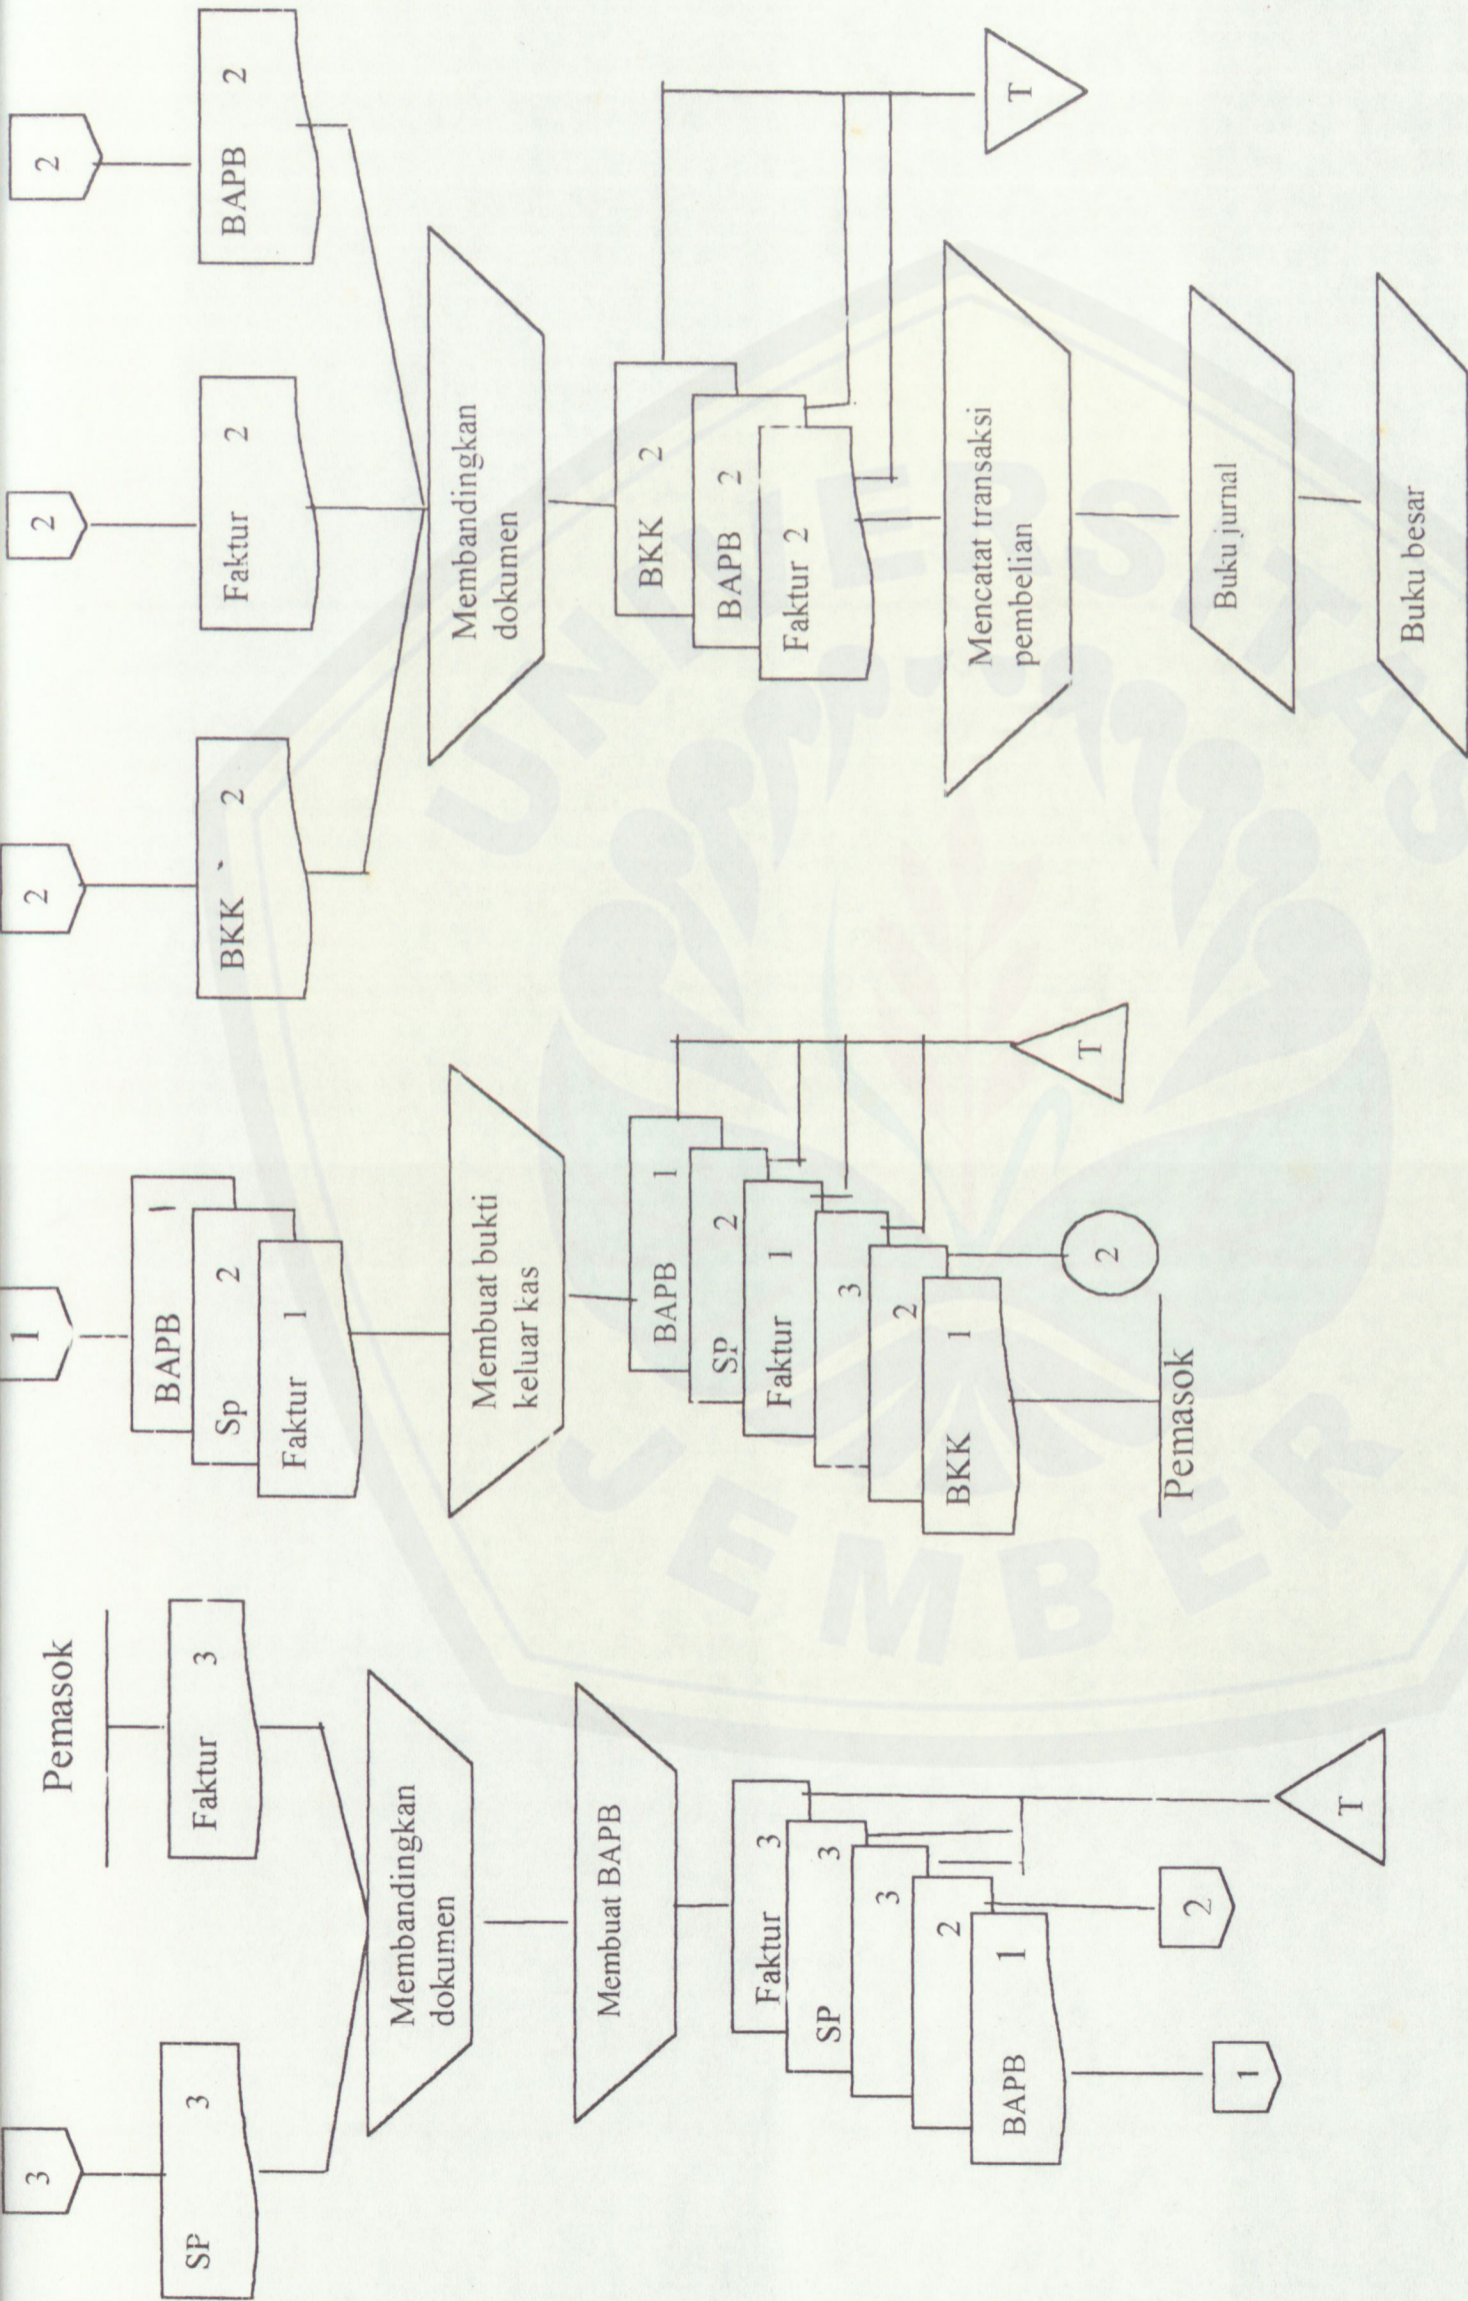 3
SP 3
Pemasok
Faktur 3
Membandingkan
dokumen
Membuat BAPB
Faktur 3
SP 3
3
2
BAPB 1
1
2
T
1
BAPB 1
Sp 2
Faktur 1
Membuat bukti
keluar kas
BAPB 1
SP 2
Faktur 1
3
2
BKK 1
Pemasok
2
T
2
BKK 2
2
Faktur 2
2
BAPB 2
Membandingkan
dokumen
BKK 2
BAPB 2
Faktur 2
T
Mencatat transaksi
pembelian
Buku jurnal
Buku besar
UNIVERSITAS
JEMBER